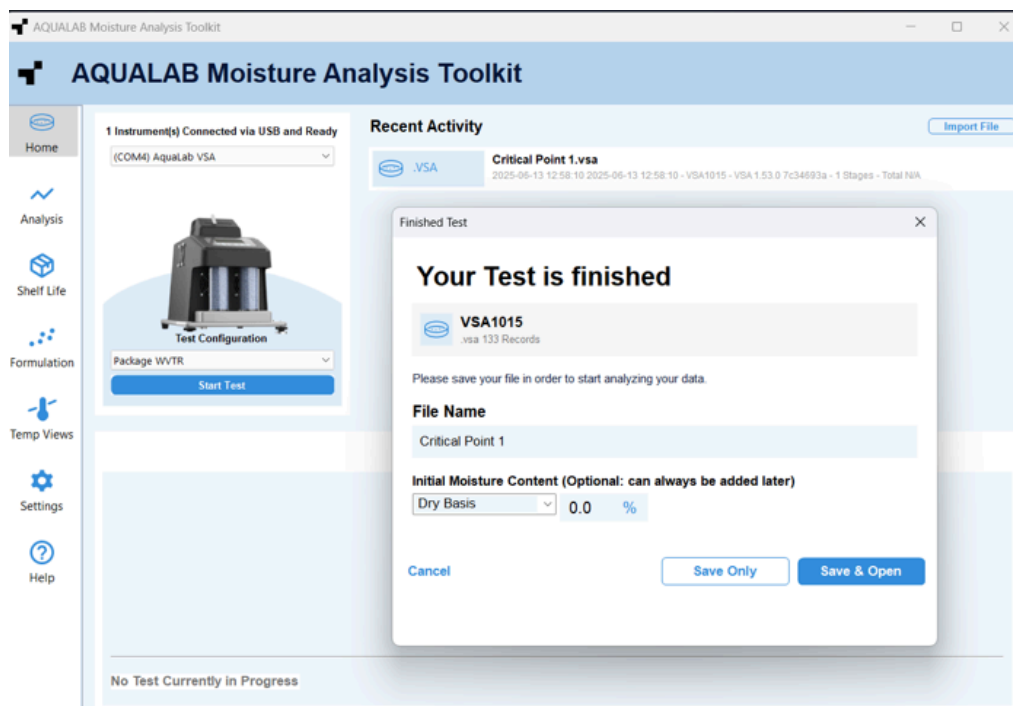 AQUALAB Moisture Analysis Toolkit
AQUALAB Moisture Analysis Toolkit
Home
Analysis
Shelf Life
Formulation
Temp Views
Settings
Help
1 Instrument(s) Connected via USB and Ready
(COM4) AquaLab VSA
Test Configuration
Package WVTR
Start Test
Recent Activity
Import File
.VSA
Critical Point 1.vsa
2025-06-13 12:58:10 2025-06-13 12:58:10 - VSA1015 - VSA 1.53.0 7c34693a - 1 Stages - Total N/A
Finished Test
Your Test is finished
VSA1015
.vsa 133 Records
Please save your file in order to start analyzing your data.
File Name
Critical Point 1
Initial Moisture Content (Optional: can always be added later)
Dry Basis
0.0 %
Cancel
Save Only
Save & Open
No Test Currently in Progress